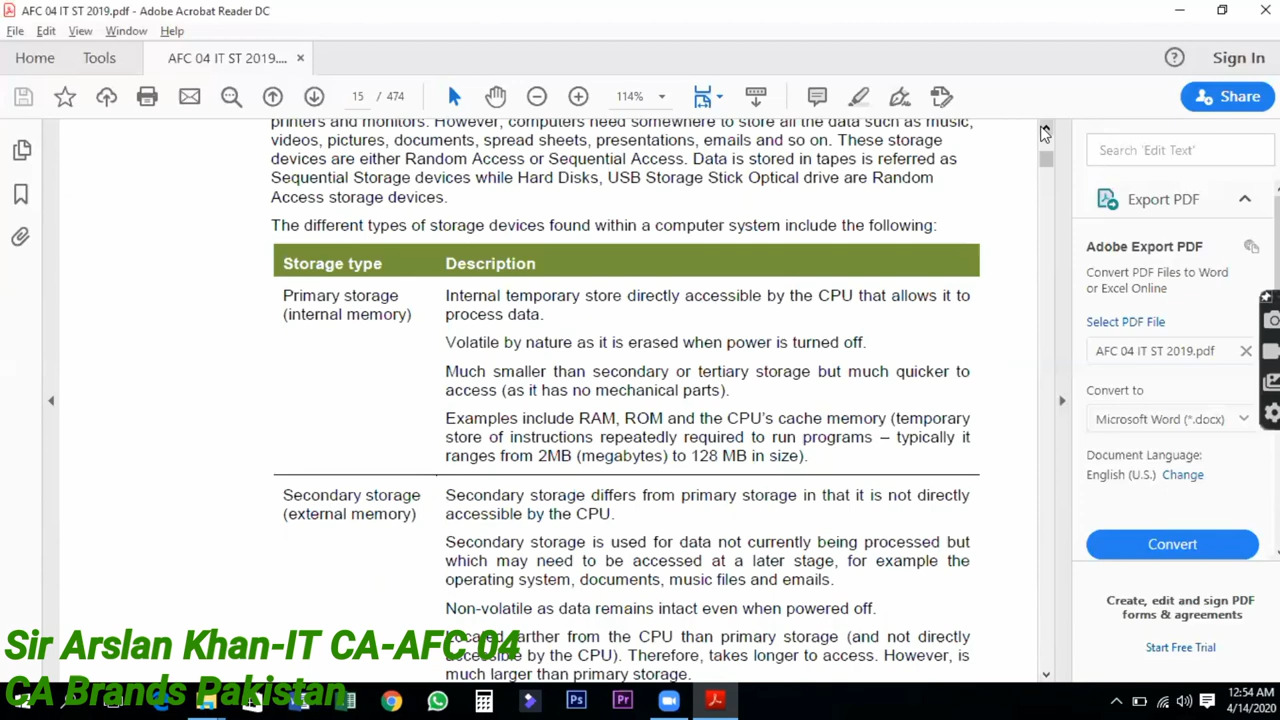 AFC 04 IT ST 2019.pdf - Adobe Acrobat Reader DC
File Edit View Window Help
Home Tools AFC 04 IT ST 2019.... × Sign In
15 / 474 114% Share
printers and monitors. However, computers need somewhere to store all the data such as music,
videos, pictures, documents, spread sheets, presentations, emails and so on. These storage
devices are either Random Access or Sequential Access. Data is stored in tapes is referred as
Sequential Storage devices while Hard Disks, USB Storage Stick Optical drive are Random
Access storage devices.
The different types of storage devices found within a computer system include the following:
Storage type Description
Primary storage
(internal memory)
Internal temporary store directly accessible by the CPU that allows it to
process data.
Volatile by nature as it is erased when power is turned off.
Much smaller than secondary or tertiary storage but much quicker to
access (as it has no mechanical parts).
Examples include RAM, ROM and the CPU's cache memory (temporary
store of instructions repeatedly required to run programs – typically it
ranges from 2MB (megabytes) to 128 MB in size).
Secondary storage
(external memory)
Secondary storage differs from primary storage in that it is not directly
accessible by the CPU.
Secondary storage is used for data not currently being processed but
which may need to be accessed at a later stage, for example the
operating system, documents, music files and emails.
Non-volatile as data remains intact even when powered off.
Located farther from the CPU than primary storage (and not directly
accessible by the CPU). Therefore, takes longer to access. However, is
much larger than primary storage.
Search 'Edit Text'
Export PDF
Adobe Export PDF
Convert PDF Files to Word
or Excel Online
Select PDF File
AFC 04 IT ST 2019.pdf ×
Convert to
Microsoft Word (*.docx)
Document Language:
English (U.S.) Change
Convert
Create, edit and sign PDF
forms & agreements
Start Free Trial
Sir Arslan Khan-IT CA-AFC 04
CA Brands Pakistan
Ps Pr
12:54 AM
4/14/2020